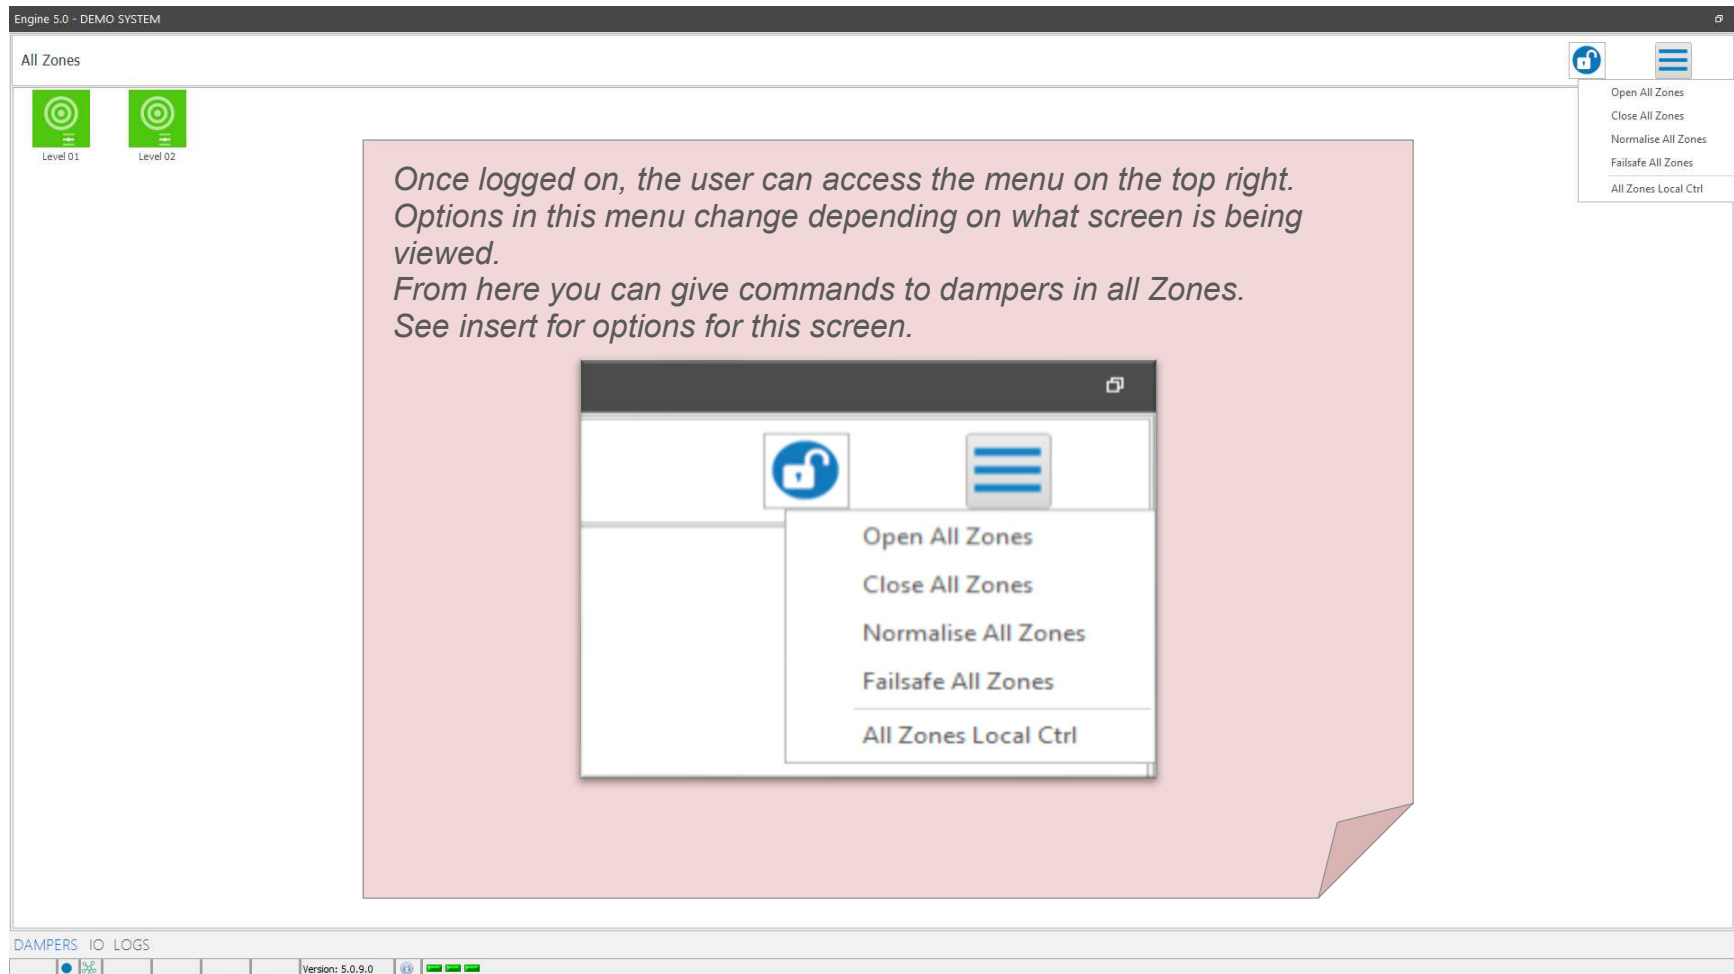 Engine 5.0 - DEMO SYSTEM
All Zones
Open All Zones
Close All Zones
Normalise All Zones
Failsafe All Zones
All Zones Local Ctrl
Level 01
Level 02
Once logged on, the user can access the menu on the top right.
Options in this menu change depending on what screen is being
viewed.
From here you can give commands to dampers in all Zones.
See insert for options for this screen.
Open All Zones
Close All Zones
Normalise All Zones
Failsafe All Zones
All Zones Local Ctrl
DAMPERS IO LOGS
Version: 5.0.9.0